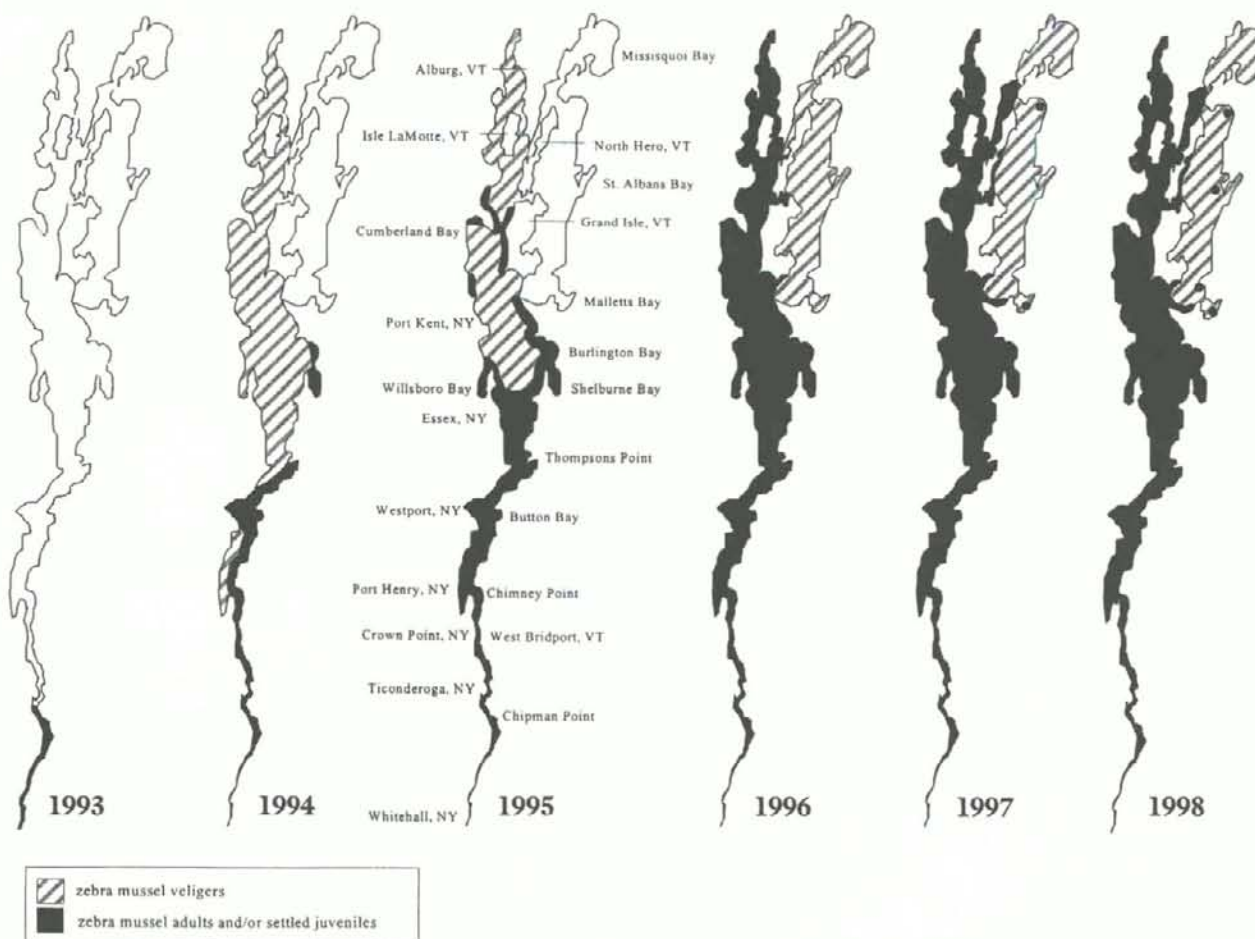 Missisquoi Bay
Alburg, VT
Isle LaMotte, VT
North Hero, VT
St. Albans Bay
Grand Isle, VT
Cumberland Bay
Malletts Bay
Port Kent, NY
Burlington Bay
Willsboro Bay
Shelburne Bay
Essex, NY
Thompsons Point
Westport, NY
Button Bay
Port Henry, NY
Chimney Point
Crown Point, NY
West Bridport, VT
Ticonderoga, NY
Chipman Point
Whitehall, NY
1993
1994
1995
1996
1997
1998
zebra mussel veligers
zebra mussel adults and/or settled juveniles